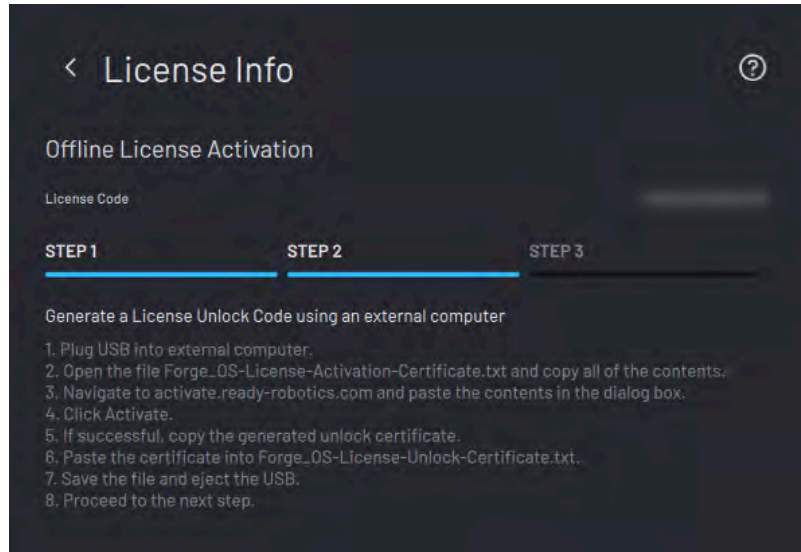 License Info
Offline License Activation
License Code
STEP 1 STEP 2 STEP 3
Generate a License Unlock Code using an external computer
1. Plug USB into external computer.
2. Open the file Forge_OS-License-Activation-Certificate.txt and copy all of the contents.
3. Navigate to activate.ready-robotics.com and paste the contents in the dialog box.
4. Click Activate.
5. If successful, copy the generated unlock certificate.
6. Paste the certificate into Forge_OS-License-Unlock-Certificate.txt.
7. Save the file and eject the USB.
8. Proceed to the next step.